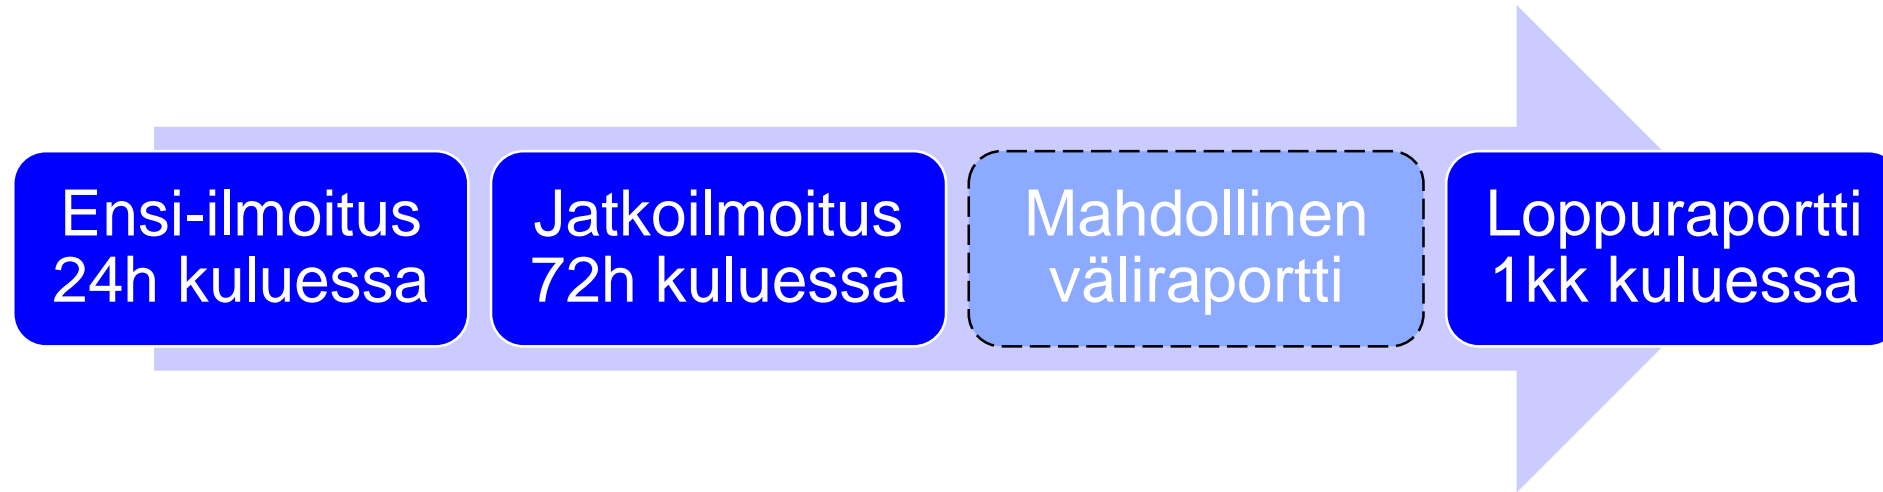 Ensi-ilmoitus
24h kuluessa
Jatkoilmoitus
72h kuluessa
Mahdollinen
väliraportti
Loppuraportti
1kk kuluessa